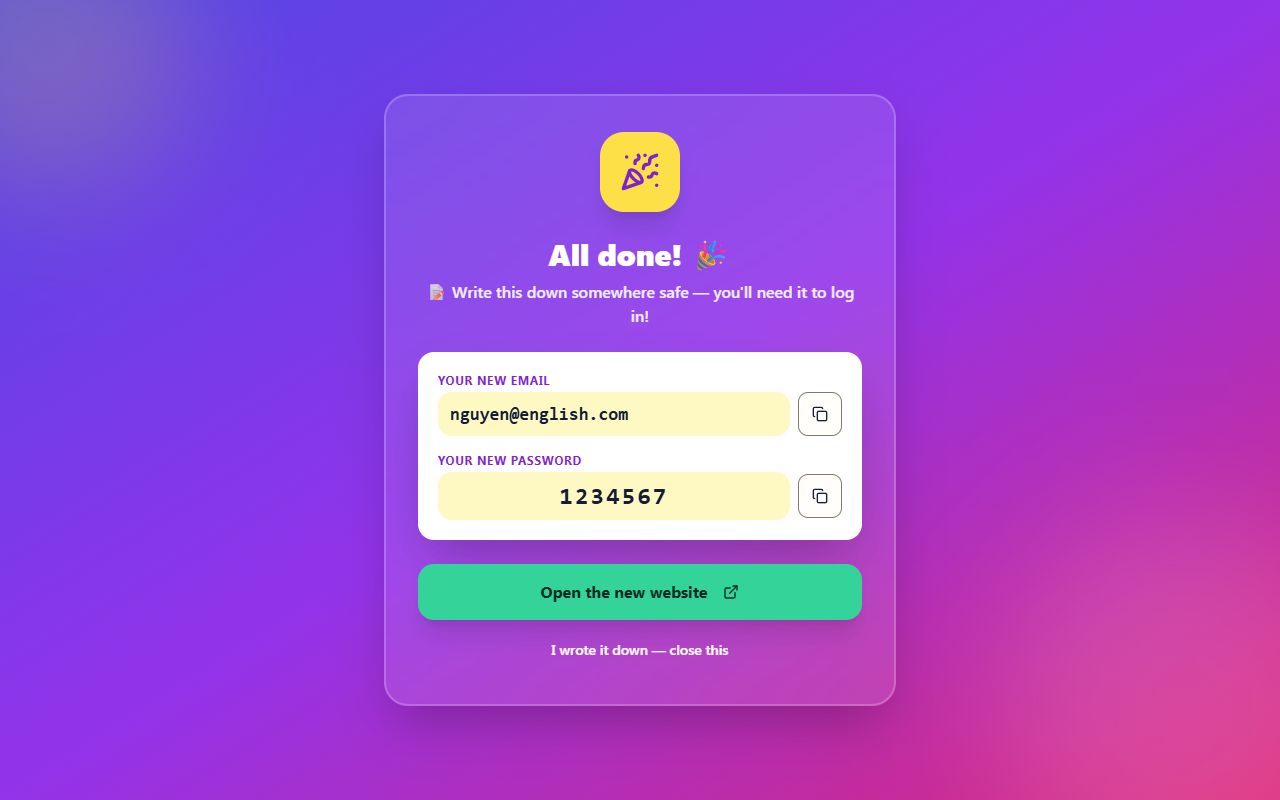 All done! 🎉
📝 Write this down somewhere safe — you'll need it to log
in!
YOUR NEW EMAIL
nguyen@english.com
YOUR NEW PASSWORD
1234567
Open the new website
I wrote it down — close this